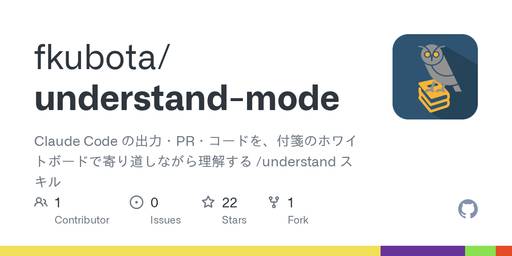 fkubota/
understand-mode
Claude Code の出力・PR・コードを、付箋のホワイ
トボードで寄り道しながら理解する /understand ス
キル
1 0 22 1
Contributor Issues Stars Fork